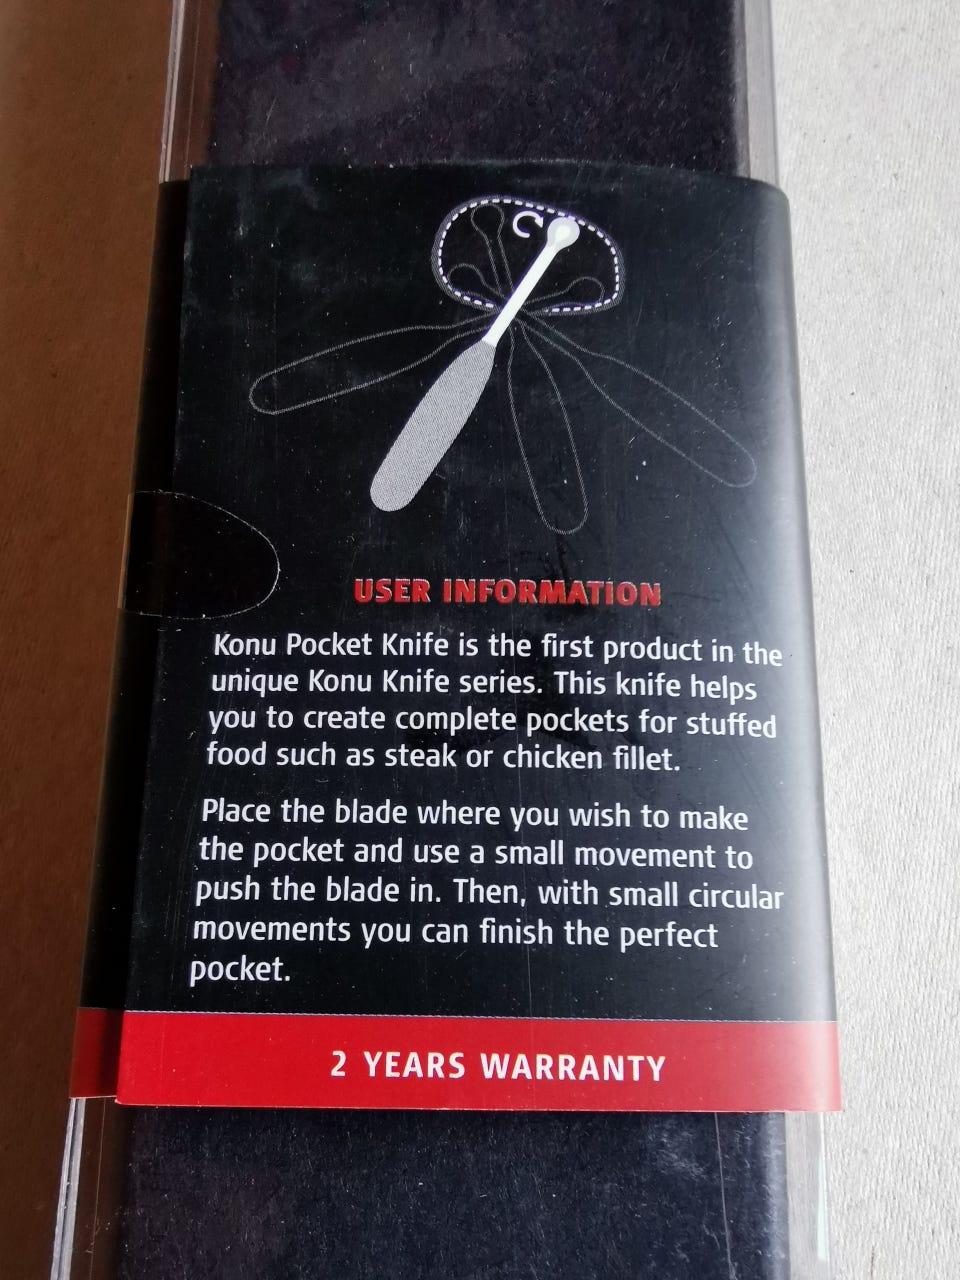 USER INFORMATION
Konu Pocket Knife is the first product in the
unique Konu Knife series. This knife helps
you to create complete pockets for stuffed
food such as steak or chicken fillet.
Place the blade where you wish to make
the pocket and use a small movement to
push the blade in. Then, with small circular
movements you can finish the perfect
pocket.
2 YEARS WARRANTY